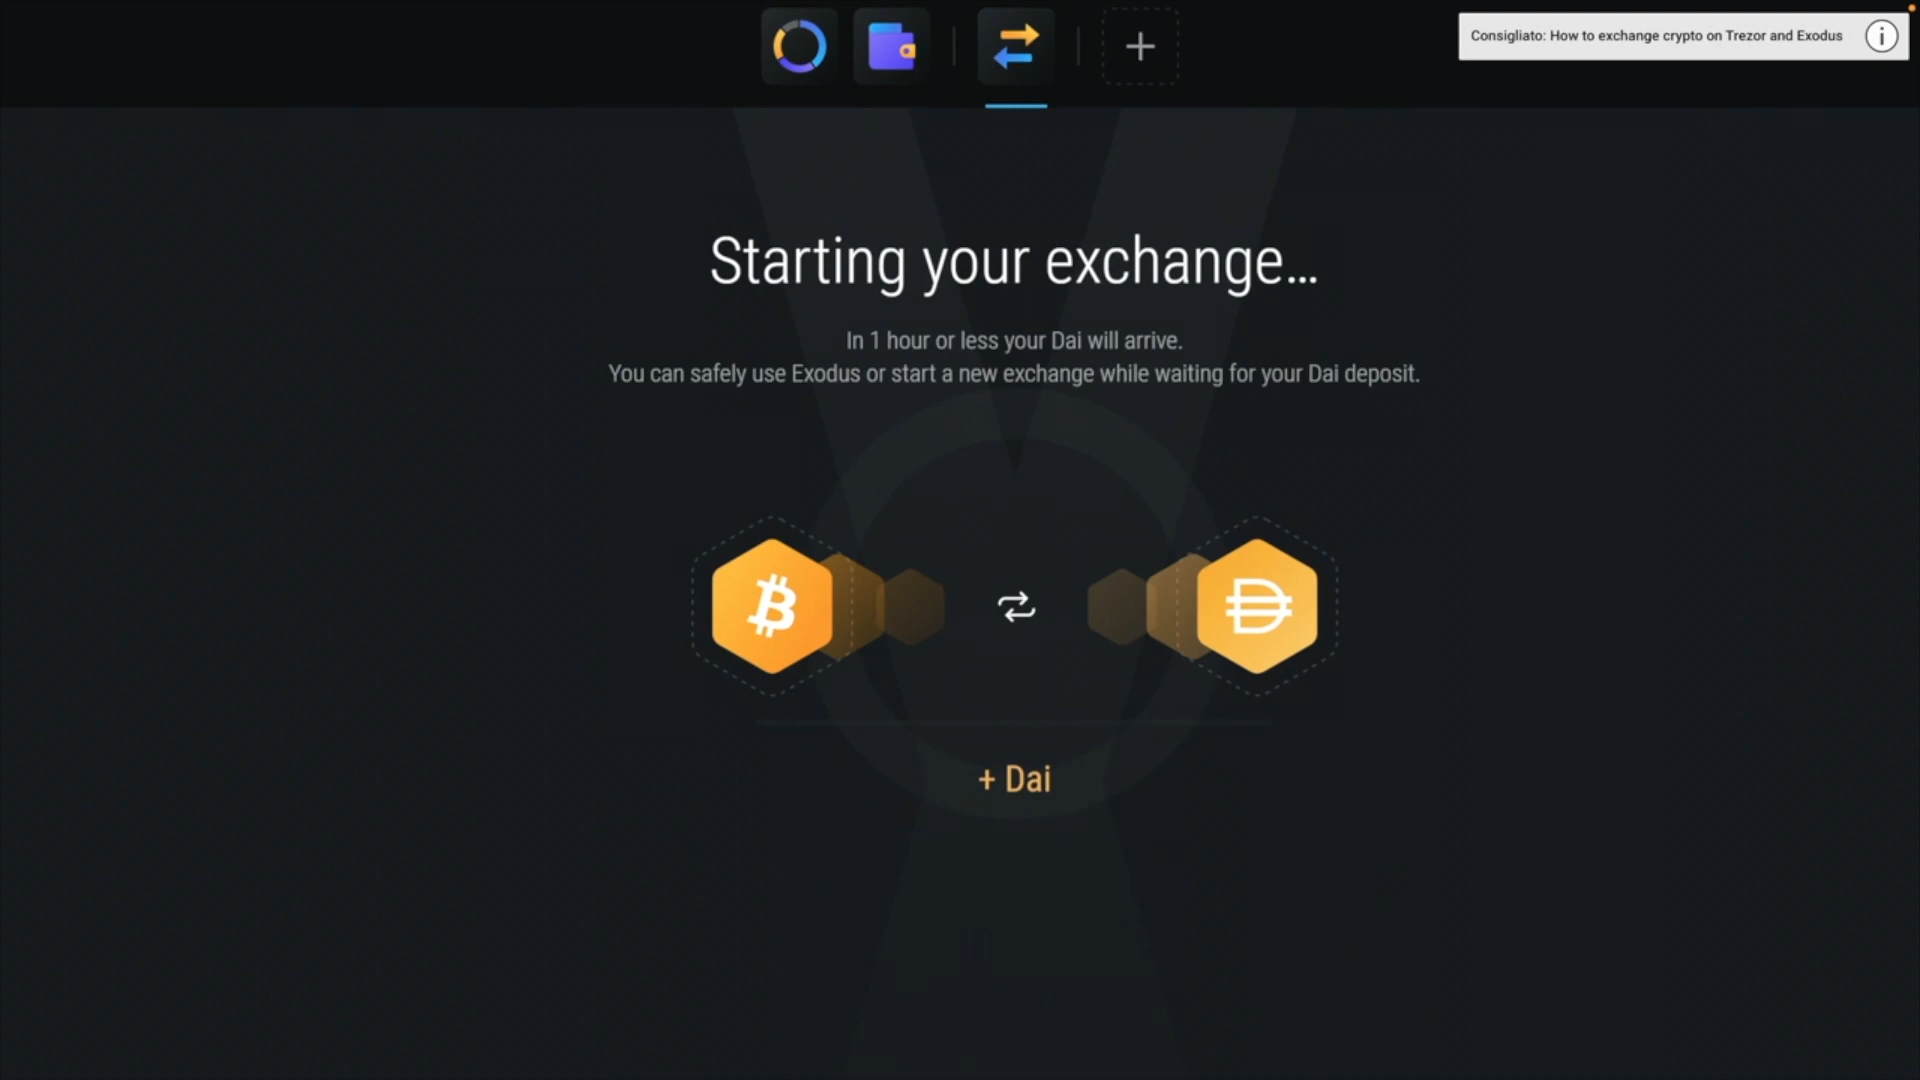 Consigliato: How to exchange crypto on Trezor and Exodus
Starting your exchange...
In 1 hour or less your Dai will arrive.
You can safely use Exodus or start a new exchange while waiting for your Dai deposit.
+ Dai